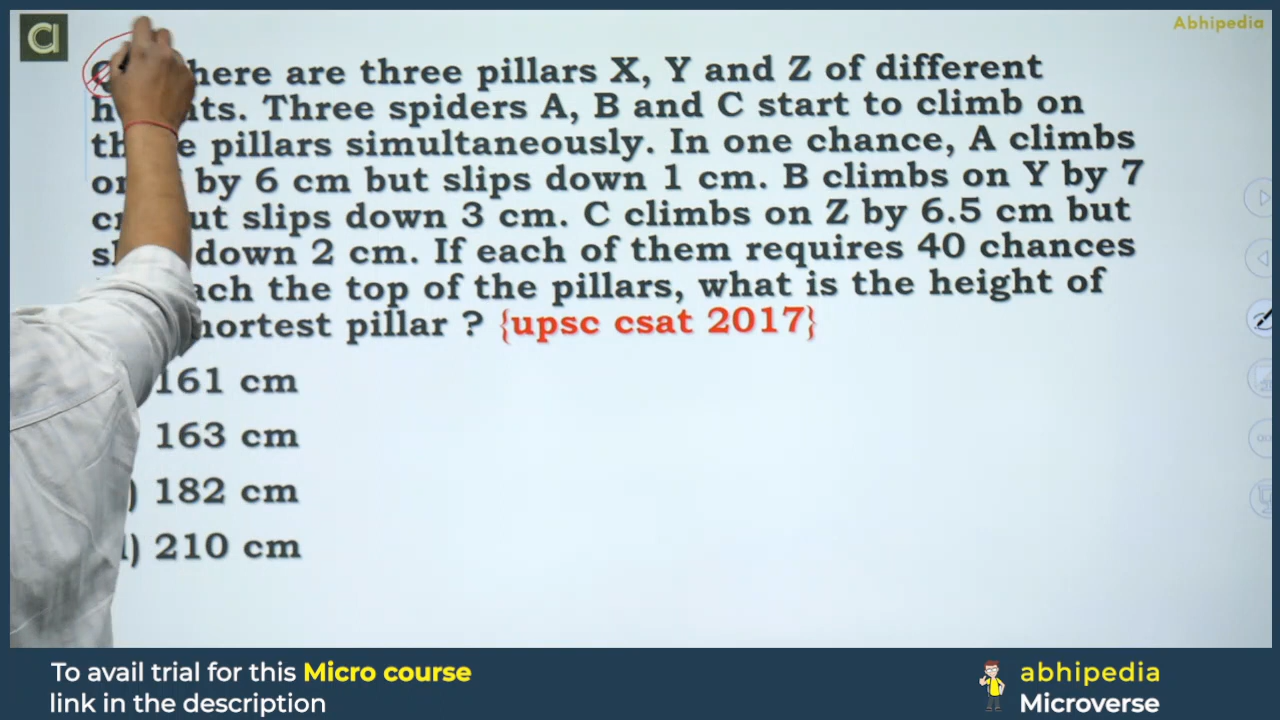 Abhipedia
here are three pillars X, Y and Z of different
Three spiders A, B and C start to climb on
pillars simultaneously. In one chance, A climbs
by 6 cm but slips down 1 cm. B climbs on Y by 7
slips down 3 cm. C climbs on Z by 6.5 cm but
down 2 cm. If each of them requires 40 chances
the top of the pillars, what is the height of
pillar ? {upsc csat 2017}
161 cm
163 cm
) 182 cm
) 210 cm
To avail trial for this Micro course
link in the description
abhipedia
Microverse